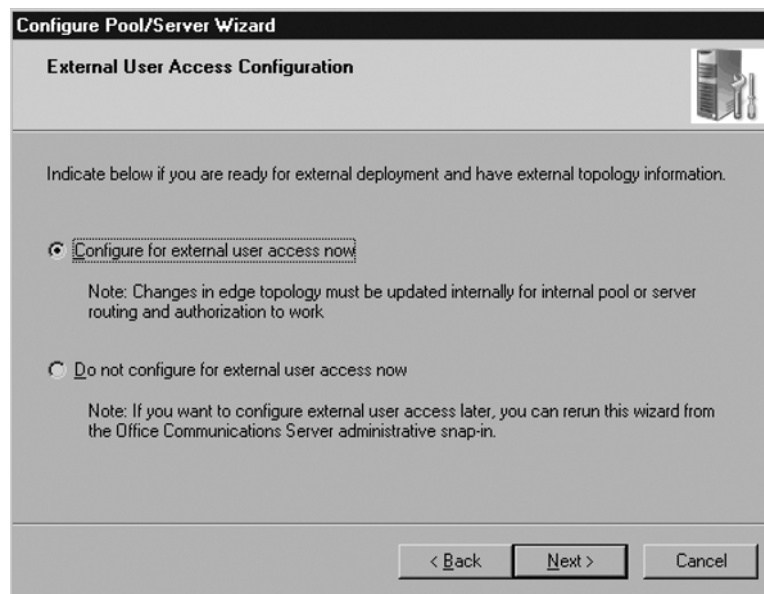 Configure Pool/Server Wizard
External User Access Configuration
Indicate below if you are ready for external deployment and have external topology information.
Configure for external user access now
Note: Changes in edge topology must be updated internally for internal pool or server
routing and authorization to work
Do not configure for external user access now
Note: If you want to configure external user access later, you can rerun this wizard from
the Office Communications Server administrative snap-in.
< Back
Next >
Cancel